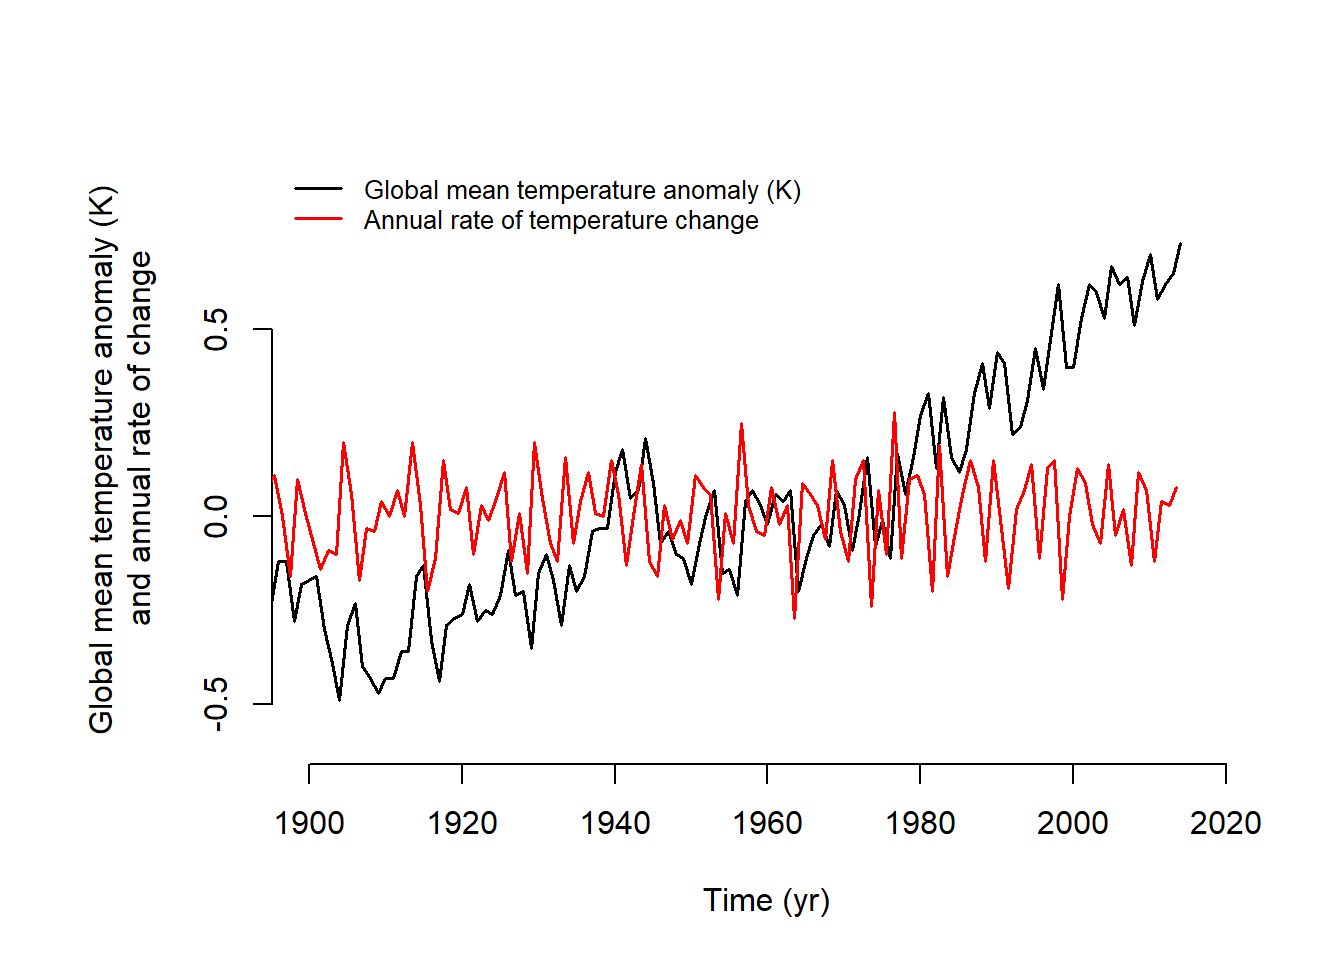 Global mean temperature anomaly (K)
Annual rate of temperature change
Global mean temperature anomaly (K)
and annual rate of change
0.5
0.0
-0.5
1900 1920 1940 1960 1980 2000 2020
Time (yr)